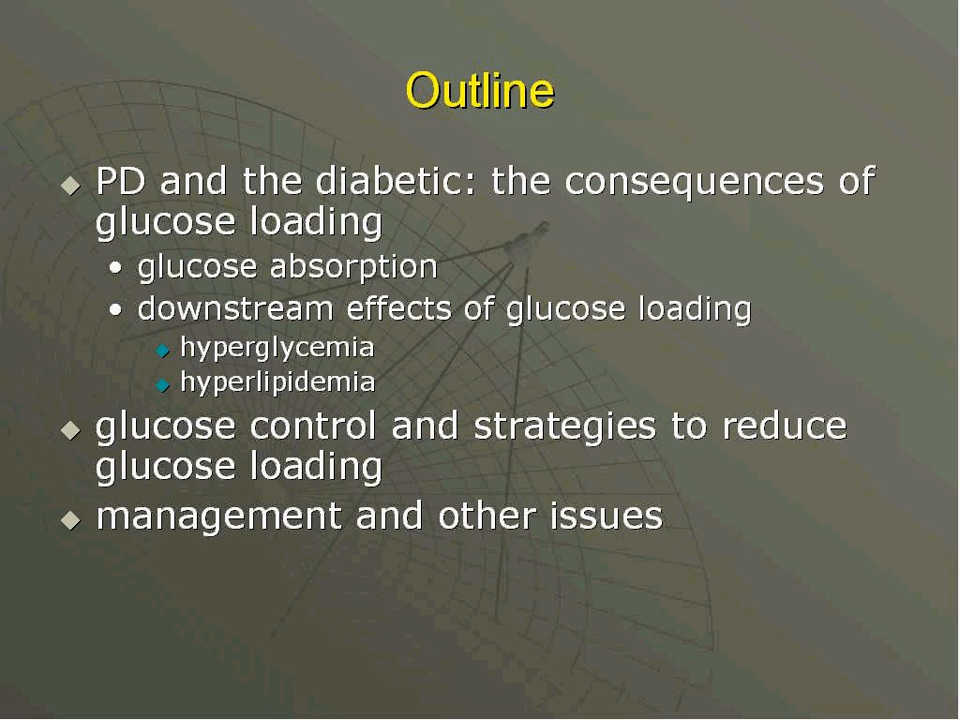 Outline
PD and the diabetic: the consequences of
glucose loading
glucose absorption
downstream effects of glucose loading
hyperglycemia
hyperlipidemia
glucose control and strategies to reduce
glucose loading
management and other issues